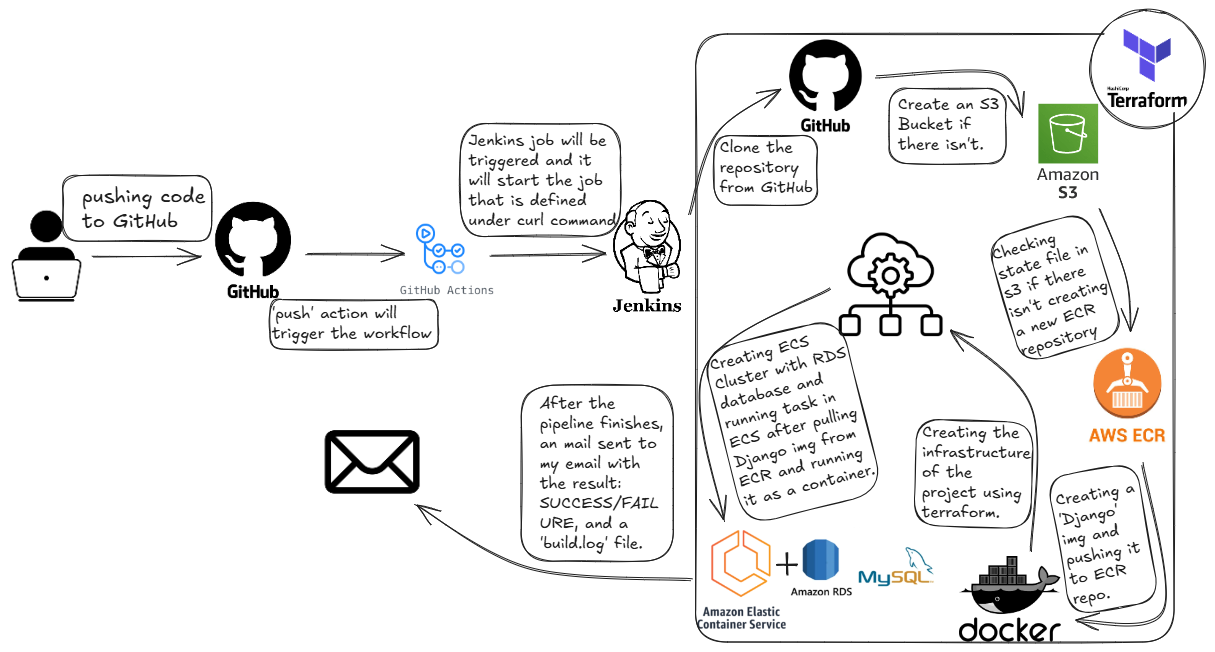 pushing code
to GitHub
GitHub
'push' action will
trigger the workflow
GitHub Actions
Jenkins job will be
triggered and it
will start the job
that is defined
under curl command
Jenkins
Clone the
repository
from GitHub
GitHub
Create an S3
Bucket if
there isn't.
HashiCorp
Terraform
Amazon
S3
Checking
state file in
s3 if there
isn't creating
a new ECR
repository
AWS ECR
Creating a
'Django'
img and
pushing it
to ECR
repo.
docker
Creating the
infrastructure
of the
project using
terraform.
Creating ECS
Cluster with RDS
database and
running task in
ECS after pulling
Django img from
ECR and running
it as a container.
Amazon Elastic
Container Service
+
Amazon RDS
MySQL
After the
pipeline finishes,
an mail sent to
my email with
the result:
SUCCESS/FAIL
URE, and a
'build.log' file.